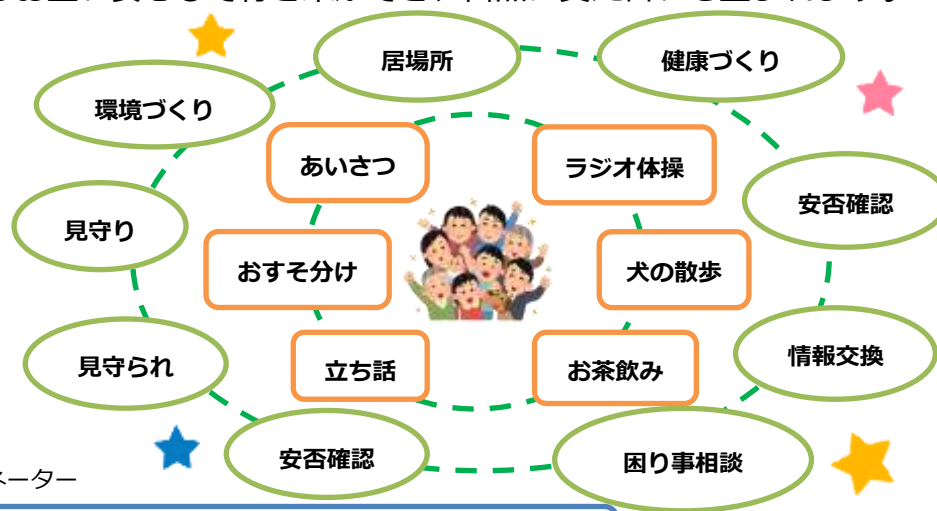 居場所
健康づくり
環境づくり
あいさつ
ラジオ体操
安否確認
見守り
おすそ分け
犬の散歩
見守られ
立ち話
お茶飲み
情報交換
安否確認
困り事相談
ーター